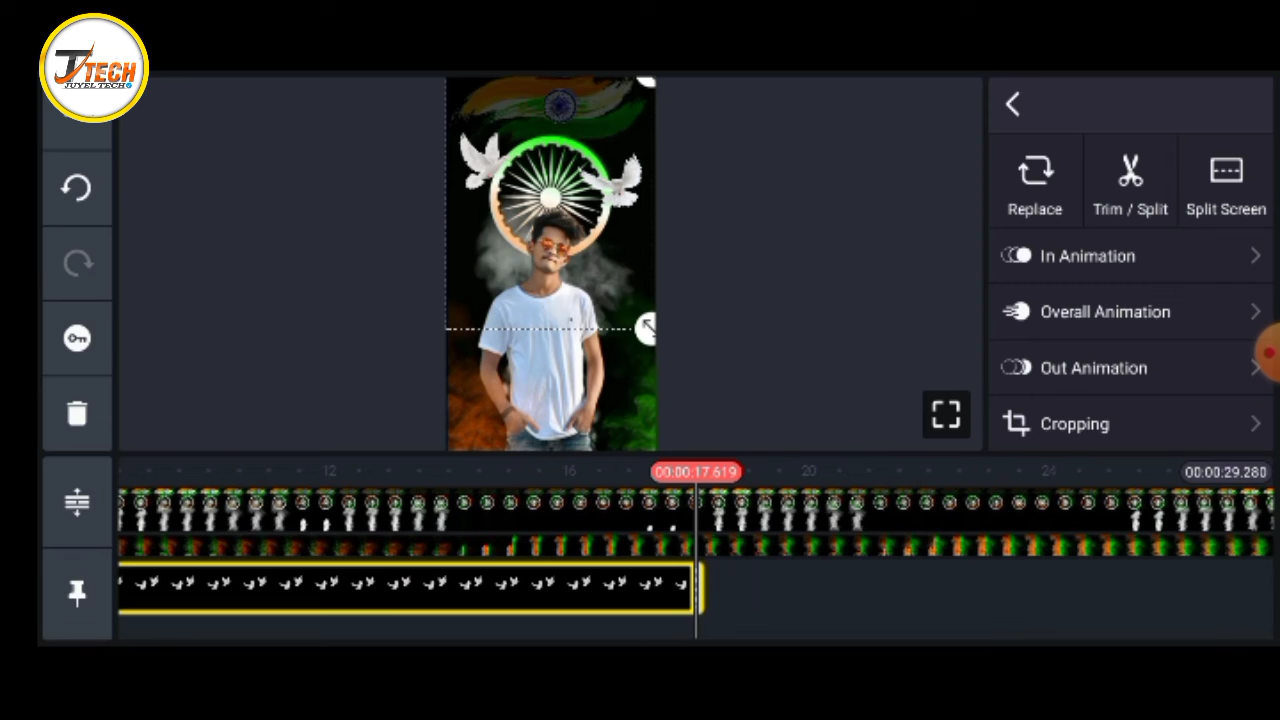 TECH
JUYEL TECH
Replace
Trim / Split
Split Screen
In Animation
Overall Animation
Out Animation
Cropping
12
16
00:00:17.619
20
24
00:00:29.280